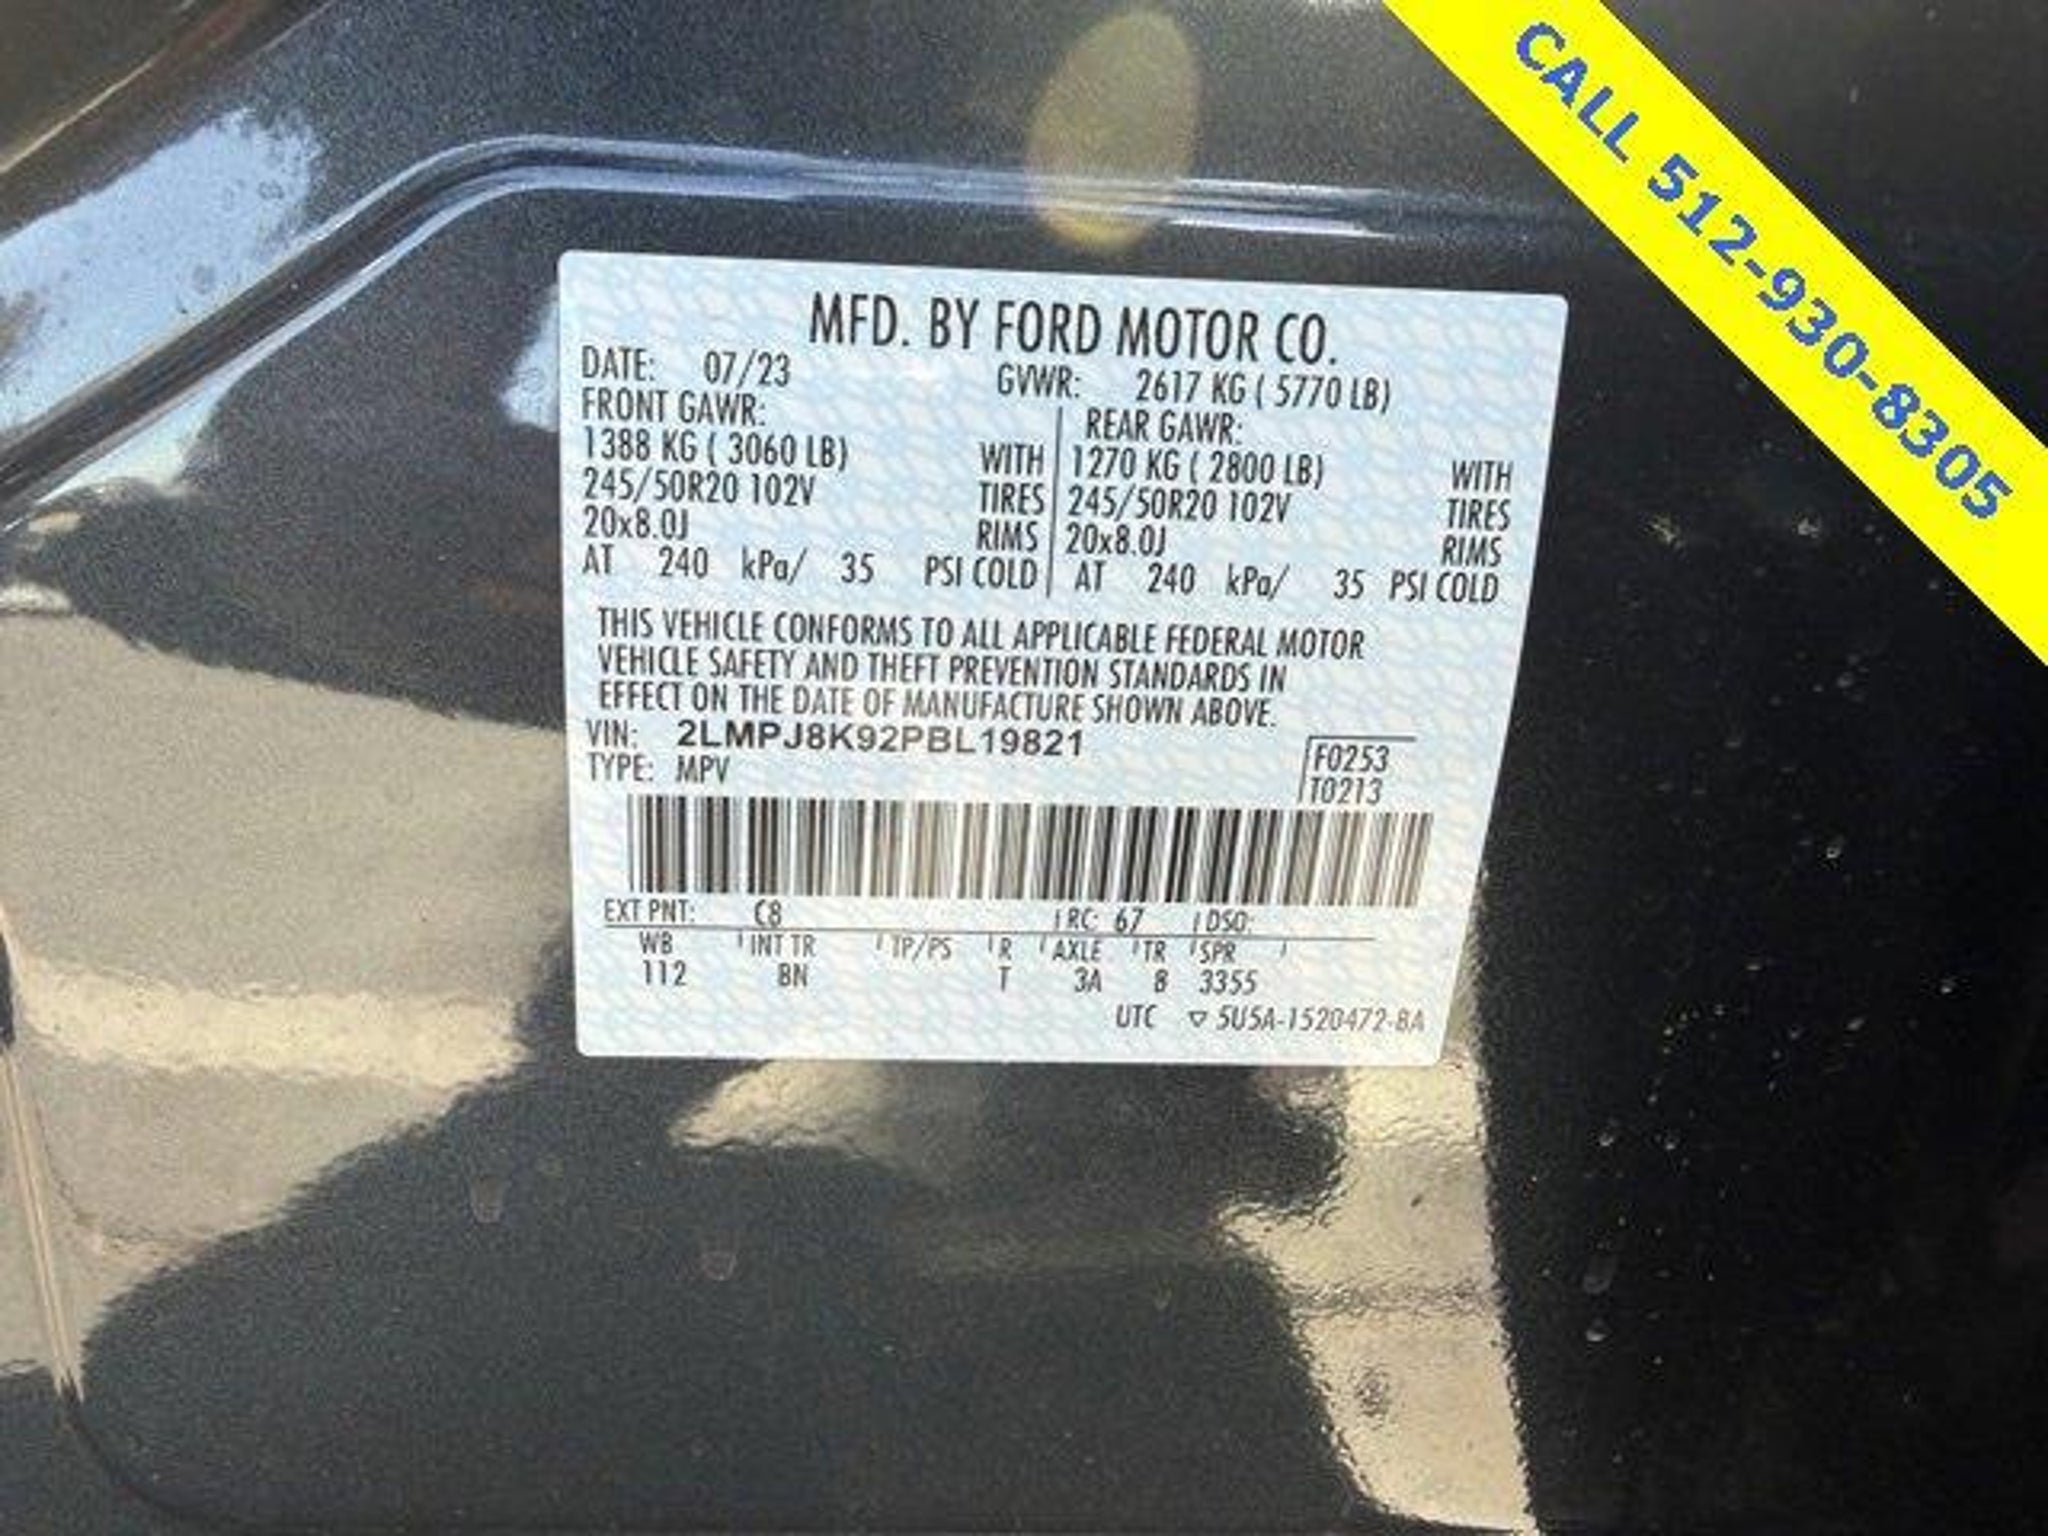 CALL 512-930-8305
MFD. BY FORD MOTOR CO.
DATE: 07/23 GVWR: 2617 KG ( 5770 LB)
FRONT GAWR: REAR GAWR:
1388 KG ( 3060 LB) WITH 1270 KG ( 2800 LB) WITH
245/50R20 102V TIRES 245/50R20 102V TIRES
20x8.0J RIMS 20x8.0J RIMS
AT 240 kPa/ 35 PSI COLD AT 240 kPa/ 35 PSI COLD
THIS VEHICLE CONFORMS TO ALL APPLICABLE FEDERAL MOTOR
VEHICLE SAFETY AND THEFT PREVENTION STANDARDS IN
EFFECT ON THE DATE OF MANUFACTURE SHOWN ABOVE.
VIN: 2LMPJ8K92PBL19821
TYPE: MPV
F0253
T0213
EXT PNT: C8 RC: 67 DSO:
WB INT TR TP/PS R AXLE TR SPR
112 BN T 3A 8 3355
UTC ▽ 5U5A-1520472-BA